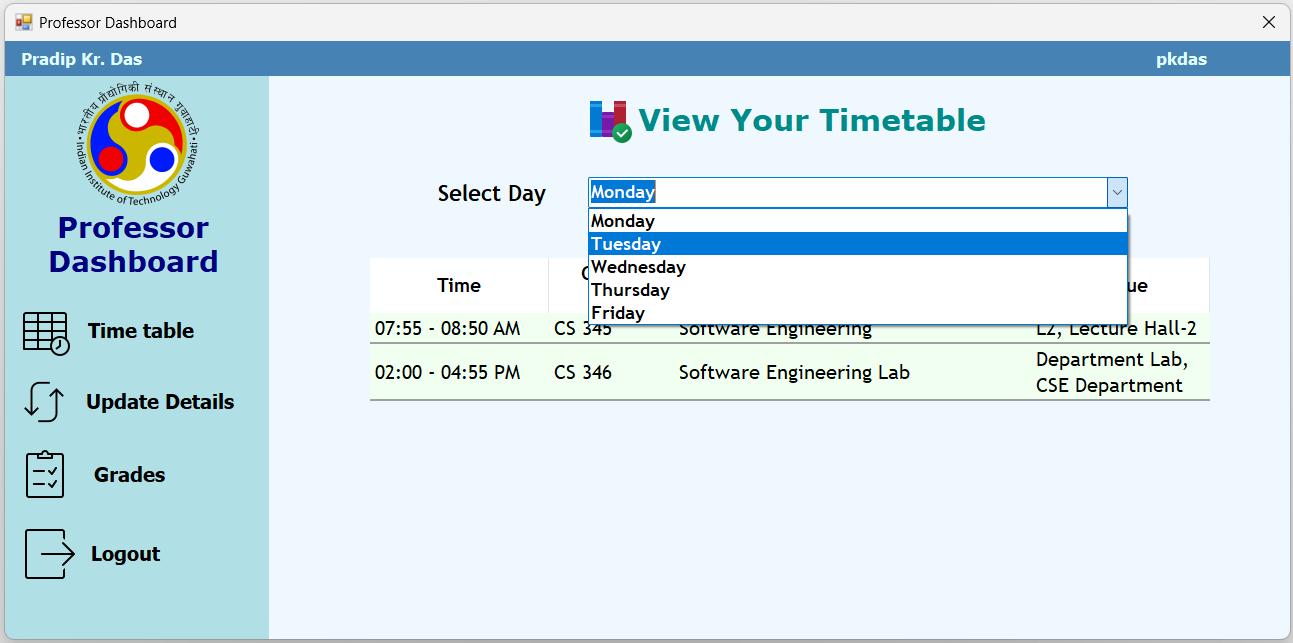 Professor Dashboard
Pradip Kr. Das
pkdas
भारतीय प्रौद्योगिकी संस्थान गुवाहाटी
Indian Institute of Technology Guwahati
Professor
Dashboard
Time table
Update Details
Grades
Logout
View Your Timetable
Select Day
Monday
Monday
Tuesday
Wednesday
Thursday
Friday
Time
07:55 - 08:50 AM CS 345 Software Engineering L2, Lecture Hall-2
02:00 - 04:55 PM CS 346 Software Engineering Lab Department Lab,
CSE Department